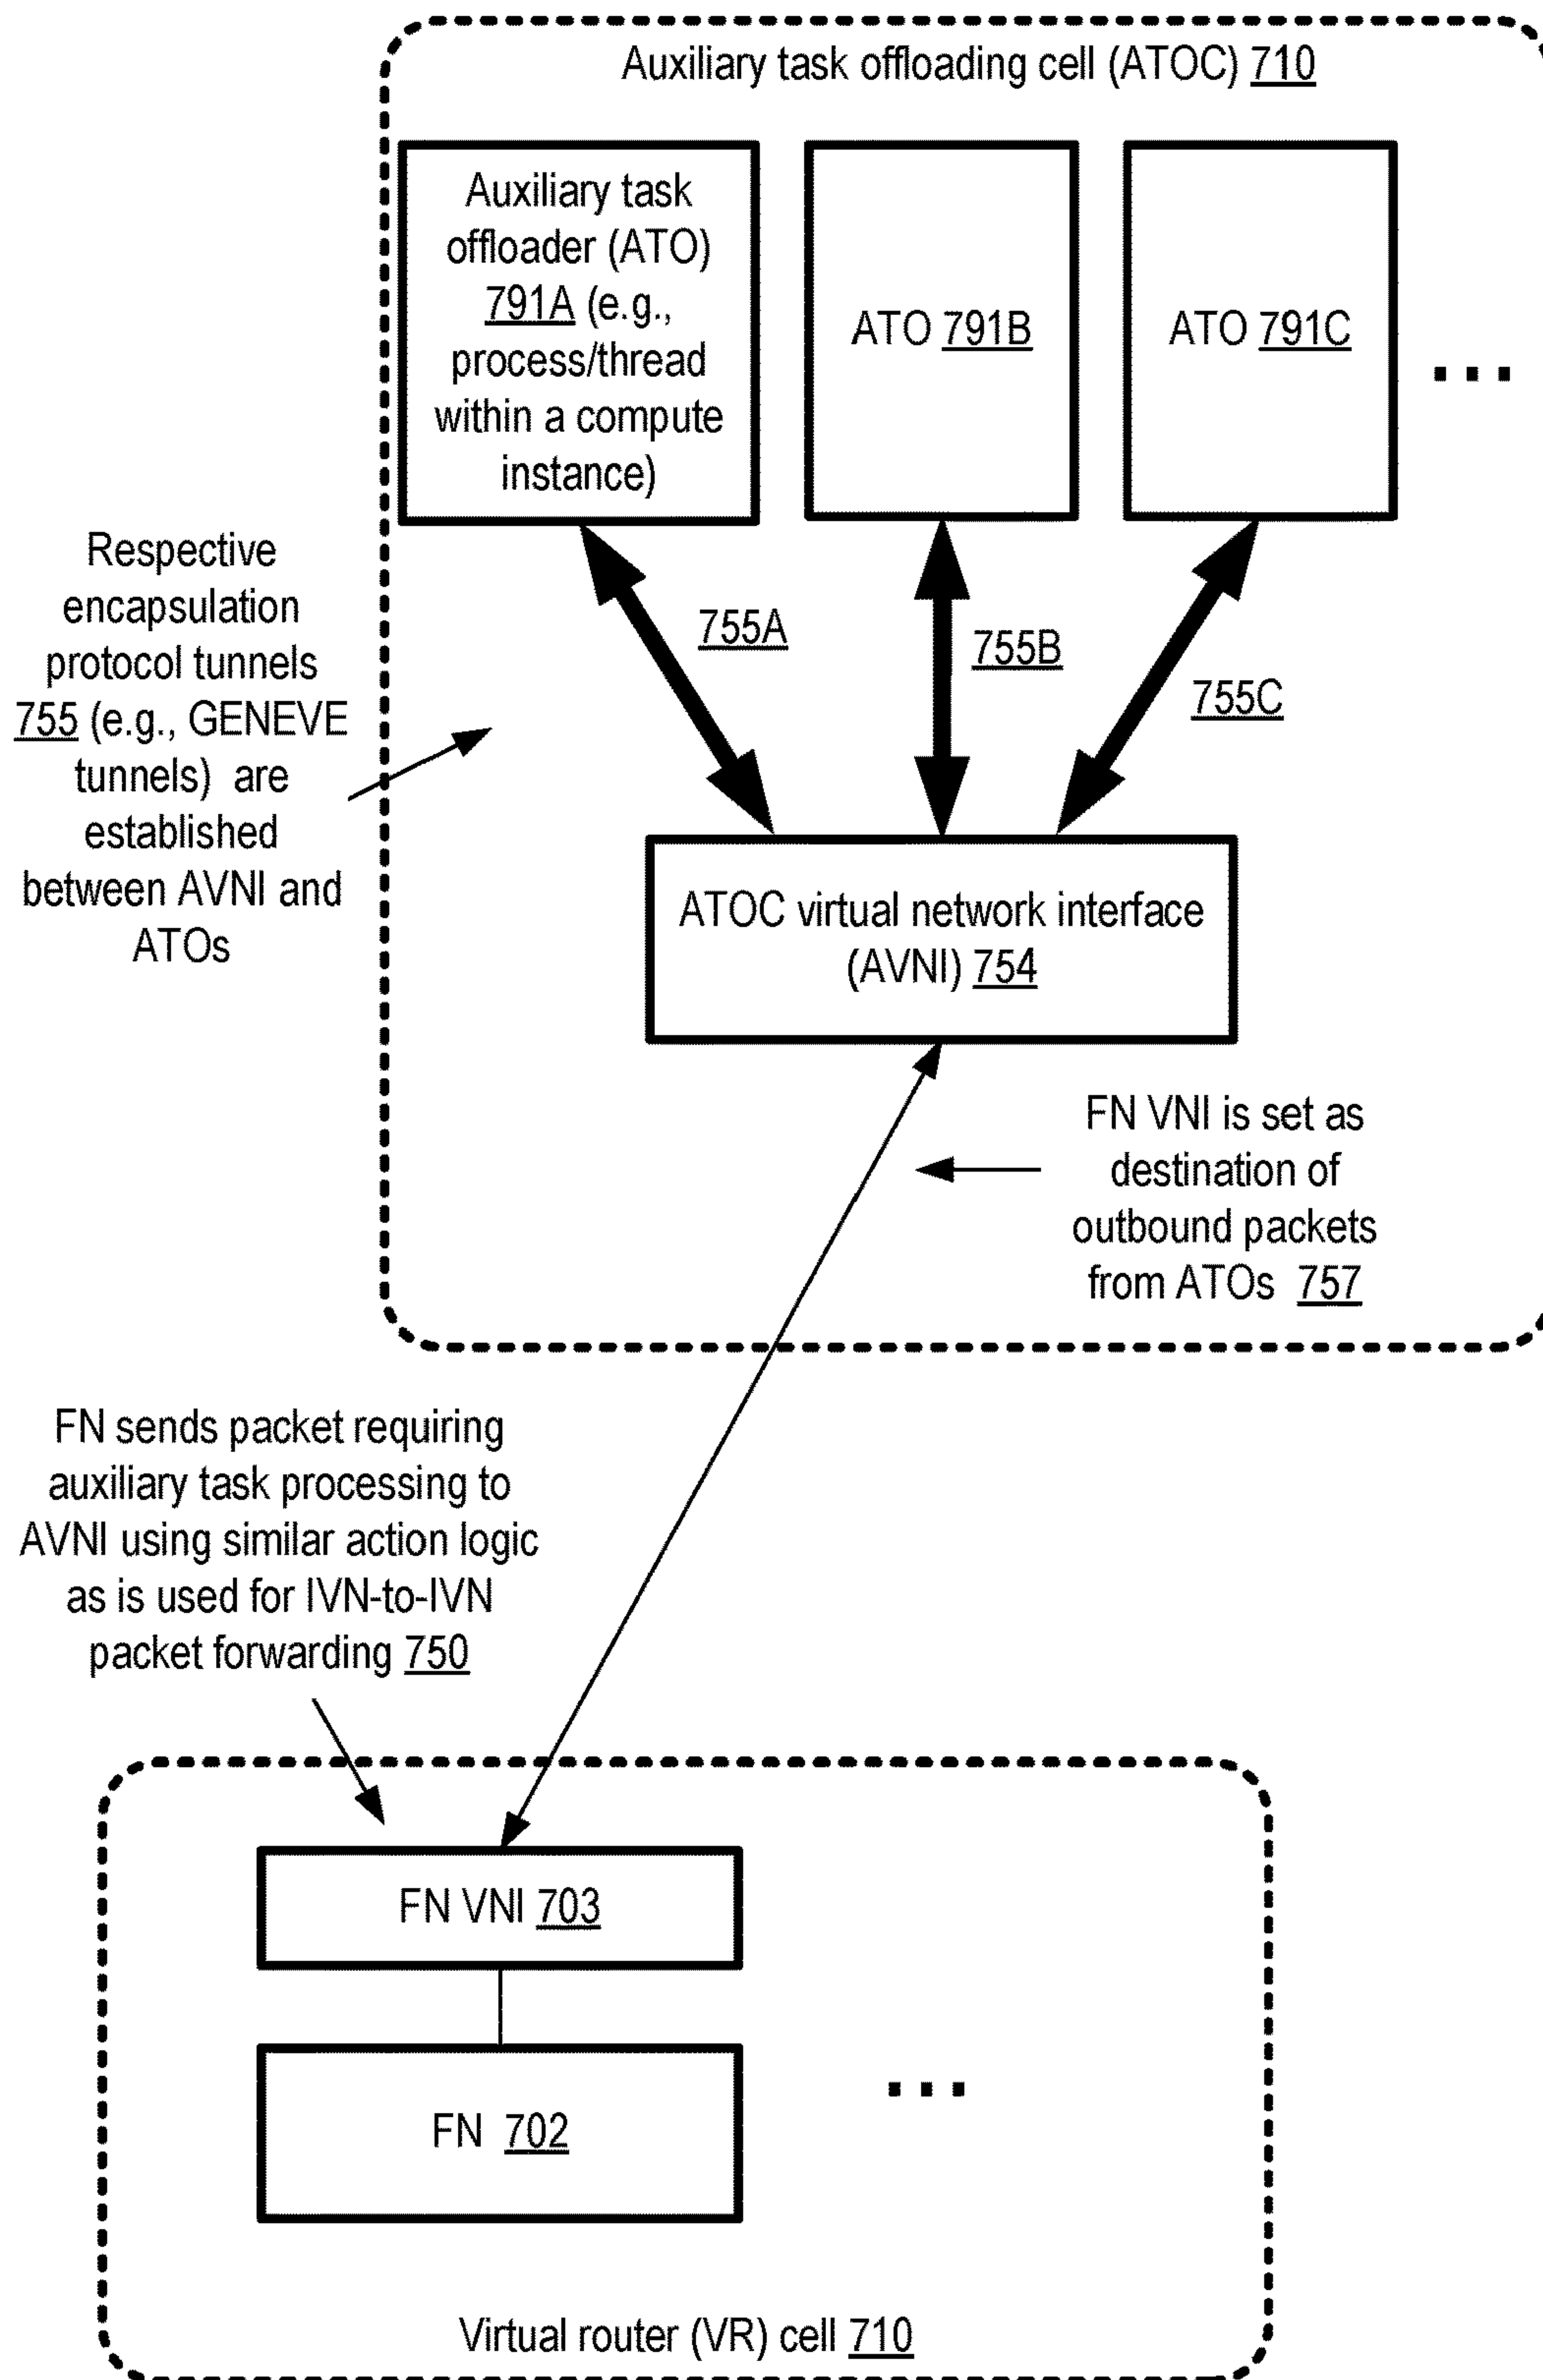 Auxiliary task offloading cell (ATOC) 710
Auxiliary task
offloader (ATO)
791A (e.g.,
process/thread
within a compute
instance)
ATO 791B
ATO 791C
...
Respective
encapsulation
protocol tunnels
755 (e.g., GENEVE
tunnels) are
established
between AVNI and
ATOs
755A
755B
755C
ATOC virtual network interface
(AVNI) 754
FN VNI is set as
destination of
outbound packets
from ATOs 757
FN sends packet requiring
auxiliary task processing to
AVNI using similar action logic
as is used for IVN-to-IVN
packet forwarding 750
FN VNI 703
FN 702
...
Virtual router (VR) cell 710